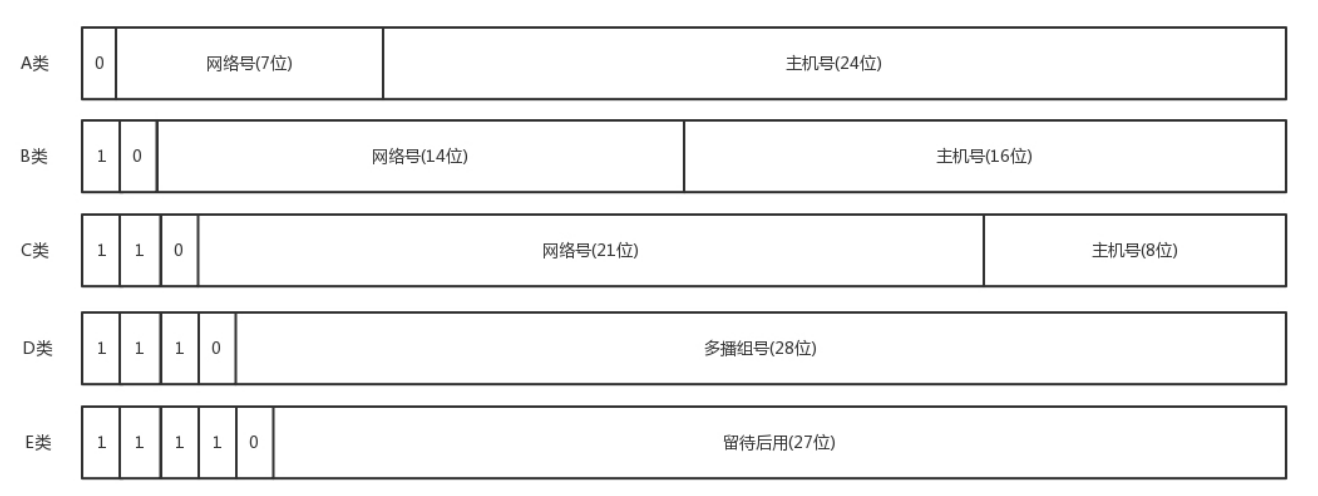 A类 0 网络号(7位) 主机号(24位)
B类 1 0 网络号(14位) 主机号(16位)
C类 1 1 0 网络号(21位) 主机号(8位)
D类 1 1 1 0 多播组号(28位)
E类 1 1 1 1 0 留待后用(27位)